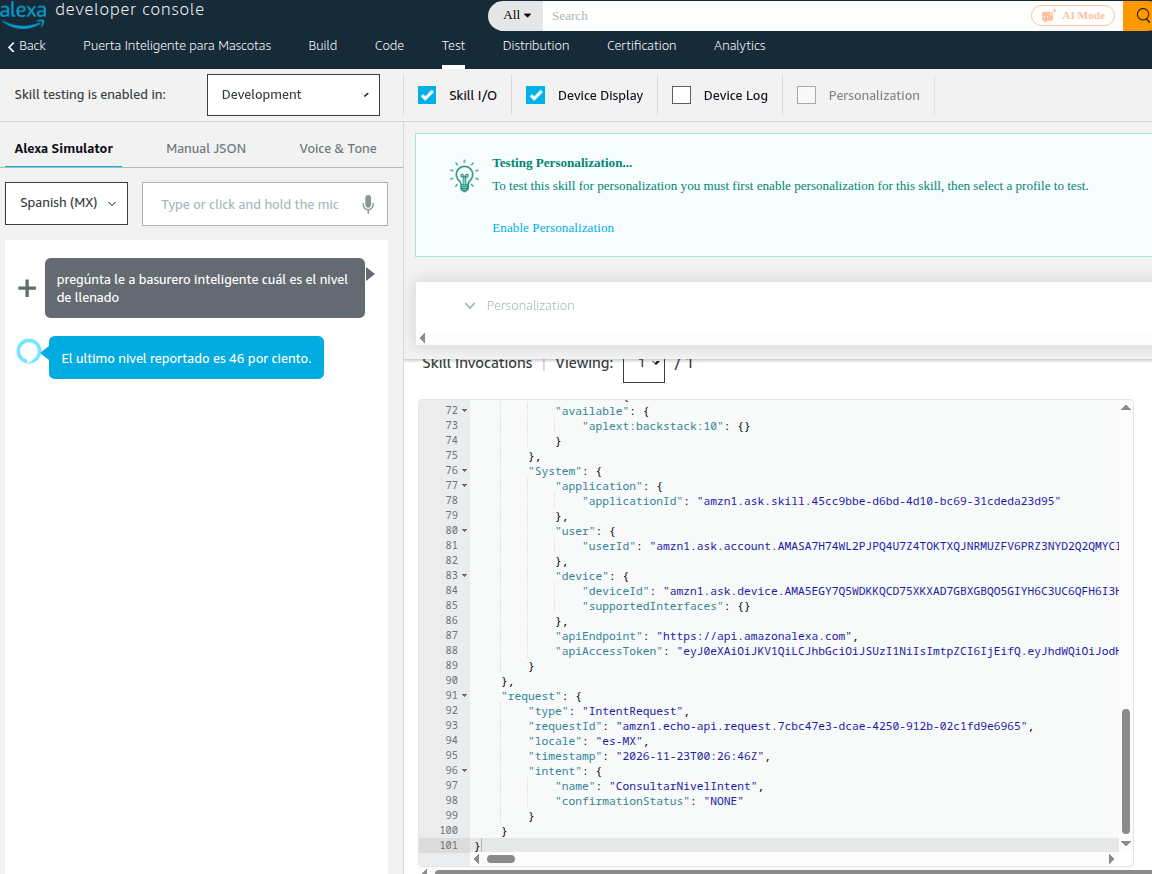 alexa developer console
All
Search
AI Mode
Back
Puerta Inteligente para Mascotas
Build
Code
Test
Distribution
Certification
Analytics
Skill testing is enabled in:
Development
Skill I/O
Device Display
Device Log
Personalization
Alexa Simulator
Manual JSON
Voice & Tone
Spanish (MX)
Type or click and hold the mic
pregúnta le a basurero inteligente cuál es el nivel
de llenado
El ultimo nivel reportado es 46 por ciento.
Testing Personalization...
To test this skill for personalization you must first enable personalization for this skill, then select a profile to test.
Enable Personalization
Personalization
Skill Invocations | Viewing: 1 / 1
72 "available": {
73 "aplext:backstack:10": {}
74 }
75 },
76 "System": {
77 "application": {
78 "applicationId": "amzn1.ask.skill.45cc9bbe-d6bd-4d10-bc69-31cdeda23d95"
79 },
80 "user": {
81 "userId": "amzn1.ask.account.AMASA7H74WL2PJPQ4U7Z4TOKTXQJNRMUZFV6PRZ3NYD2Q2QMYCI
82 },
83 "device": {
84 "deviceId": "amzn1.ask.device.AMA5EGY7Q5WDKKQCD75XKXAD7GBXGBQO5GIYH6C3UC6QFH6I3H
85 "supportedInterfaces": {}
86 },
87 "apiEndpoint": "https://api.amazonalexa.com",
88 "apiAccessToken": "eyJ0eXAiOiJKV1QiLCJhbGciOiJSUzI1NiIsImtpZCI6IjEifQ.eyJhdWQiOiJodH
89 }
90 },
91 "request": {
92 "type": "IntentRequest",
93 "requestId": "amzn1.echo-api.request.7cbc47e3-dcae-4250-912b-02c1fd9e6965",
94 "locale": "es-MX",
95 "timestamp": "2026-11-23T00:26:46Z",
96 "intent": {
97 "name": "ConsultarNivelIntent",
98 "confirmationStatus": "NONE"
99 }
100 }
101 }